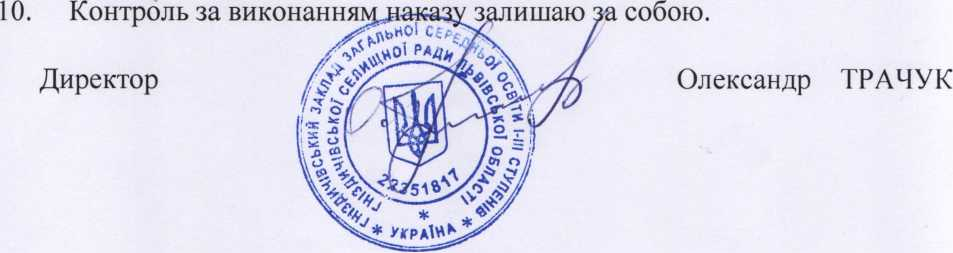 10. Контроль за виконанням наказу залишаю за собою.
Директор
Олександр ТРАЧУК
ГНІЗДИЧІВСЬКИЙ ЗАКЛАД ЗАГАЛЬНОЇ СЕРЕДНЬОЇ ОСВІТИ І-ІІІ СТУПЕНІВ
ГНІЗДИЧІВСЬКОЇ СЕЛИЩНОЇ РАДИ ЛЬВІВСЬКОЇ ОБЛАСТІ
22351817
*
* УКРАЇНА *